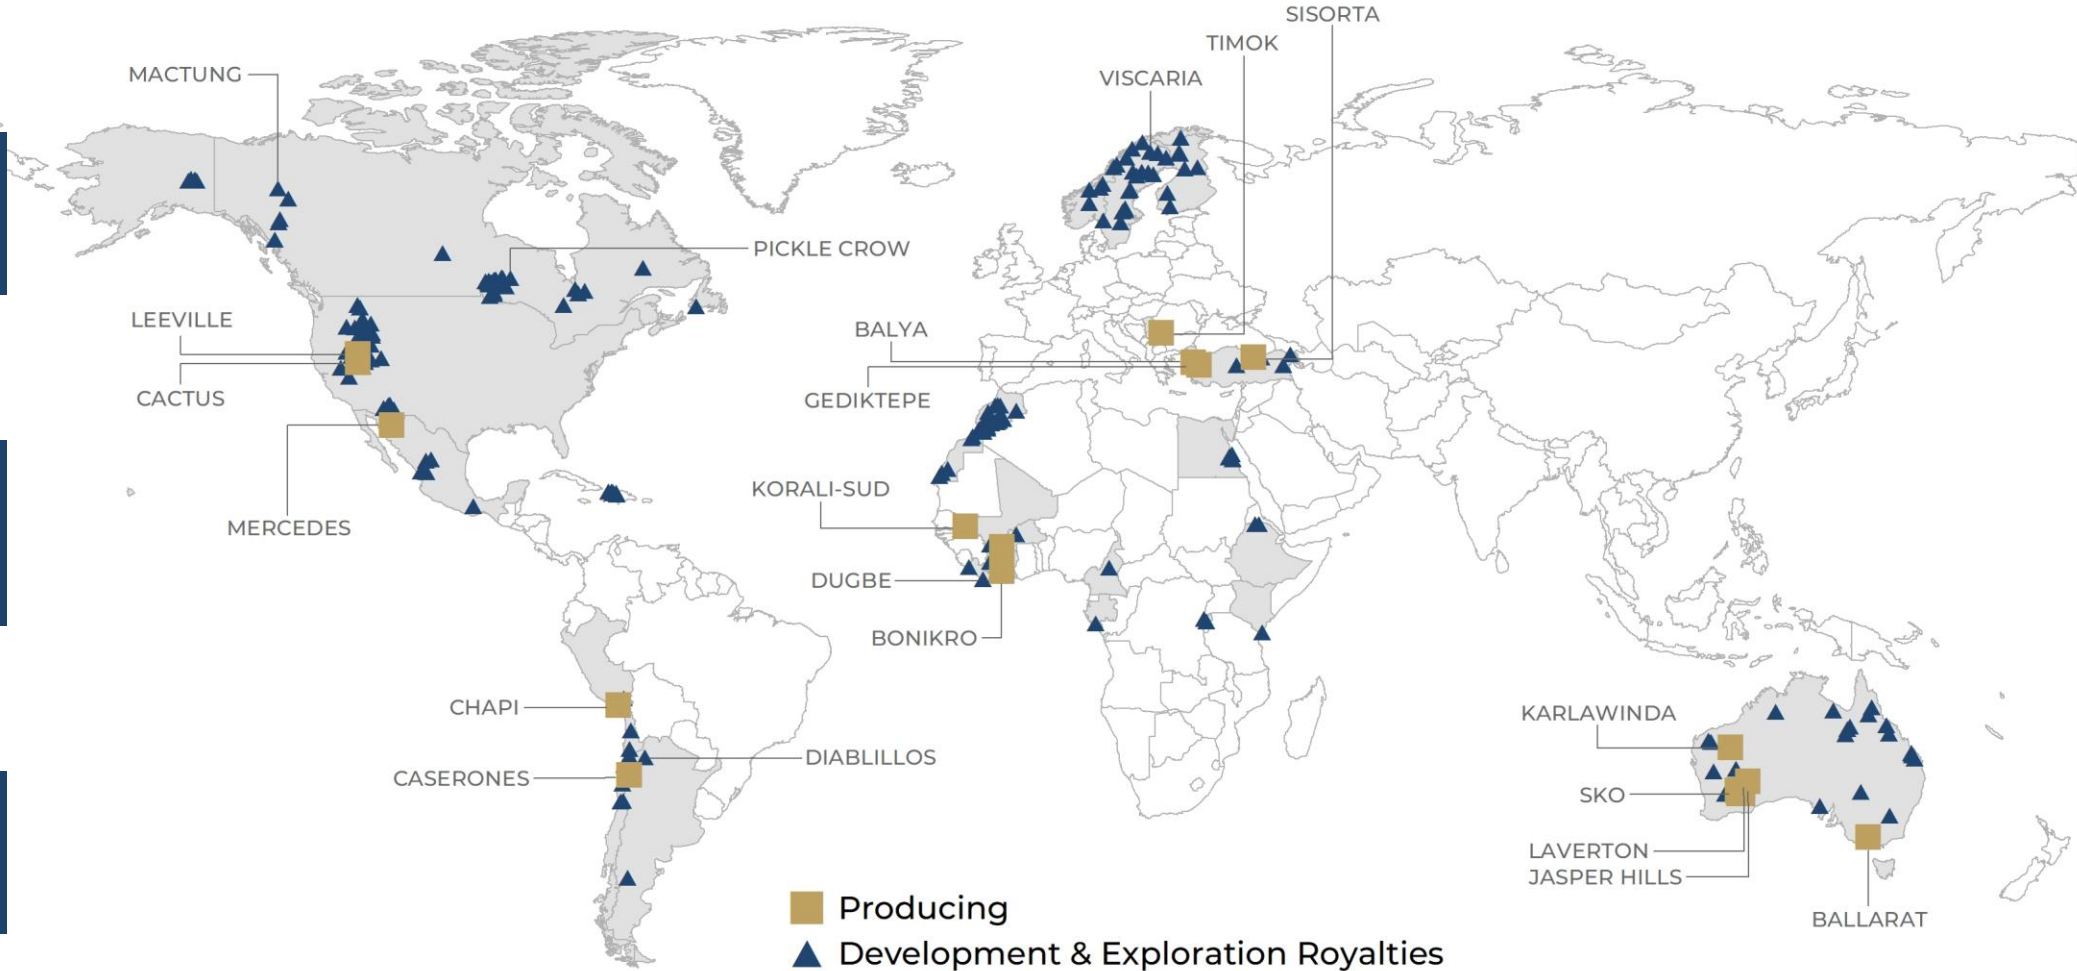 SISORTA
TIMOK
VISCARIA
MACTUNG
PICKLE CROW
LEEVILLE
BALYA
CACTUS
GEDIKTEPE
KORALI-SUD
MERCEDES
DUGBE
BONIKRO
CHAPI
KARLAWINDA
DIABLILLOS
CASERONES
SKO
LAVERTON
JASPER HILLS
Producing
BALLARAT
Development & Exploration Royalties